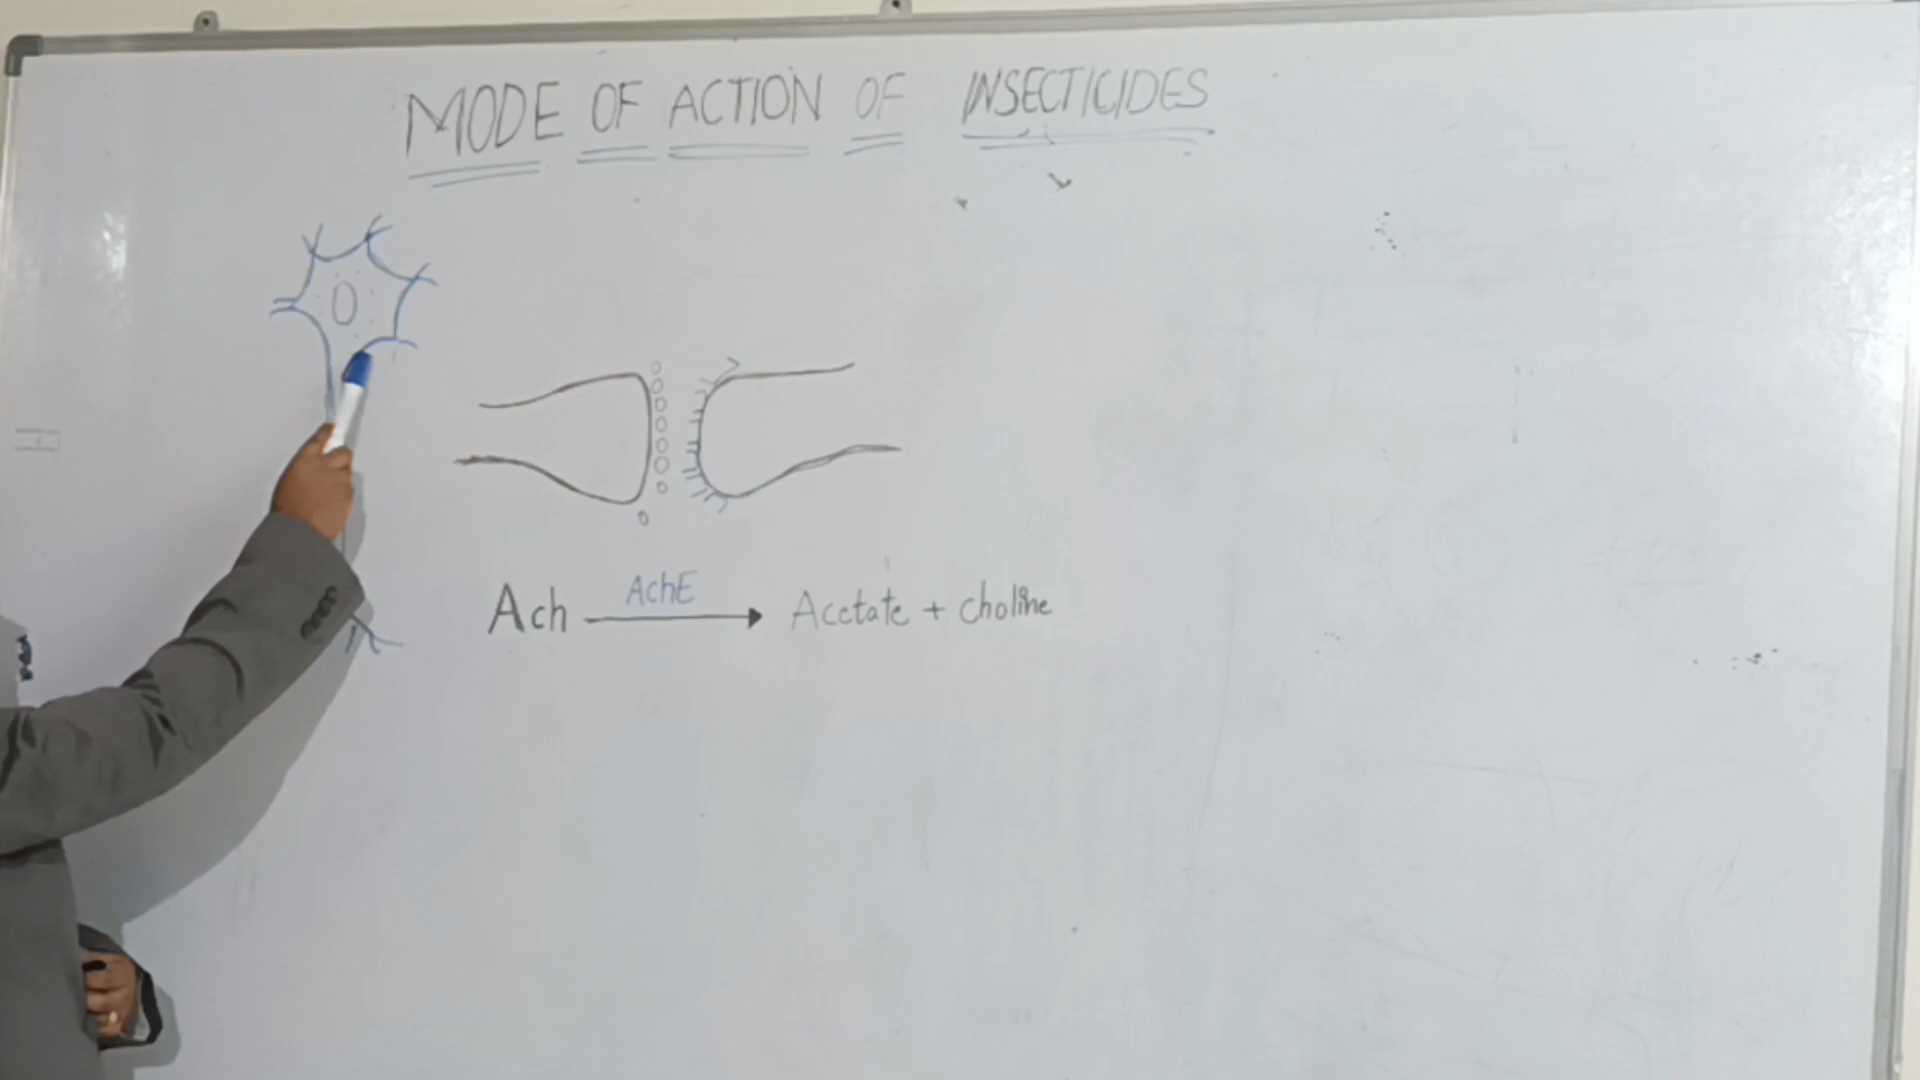 MODE OF ACTION OF INSECTICIDES
Ach AchE Acetate + choline